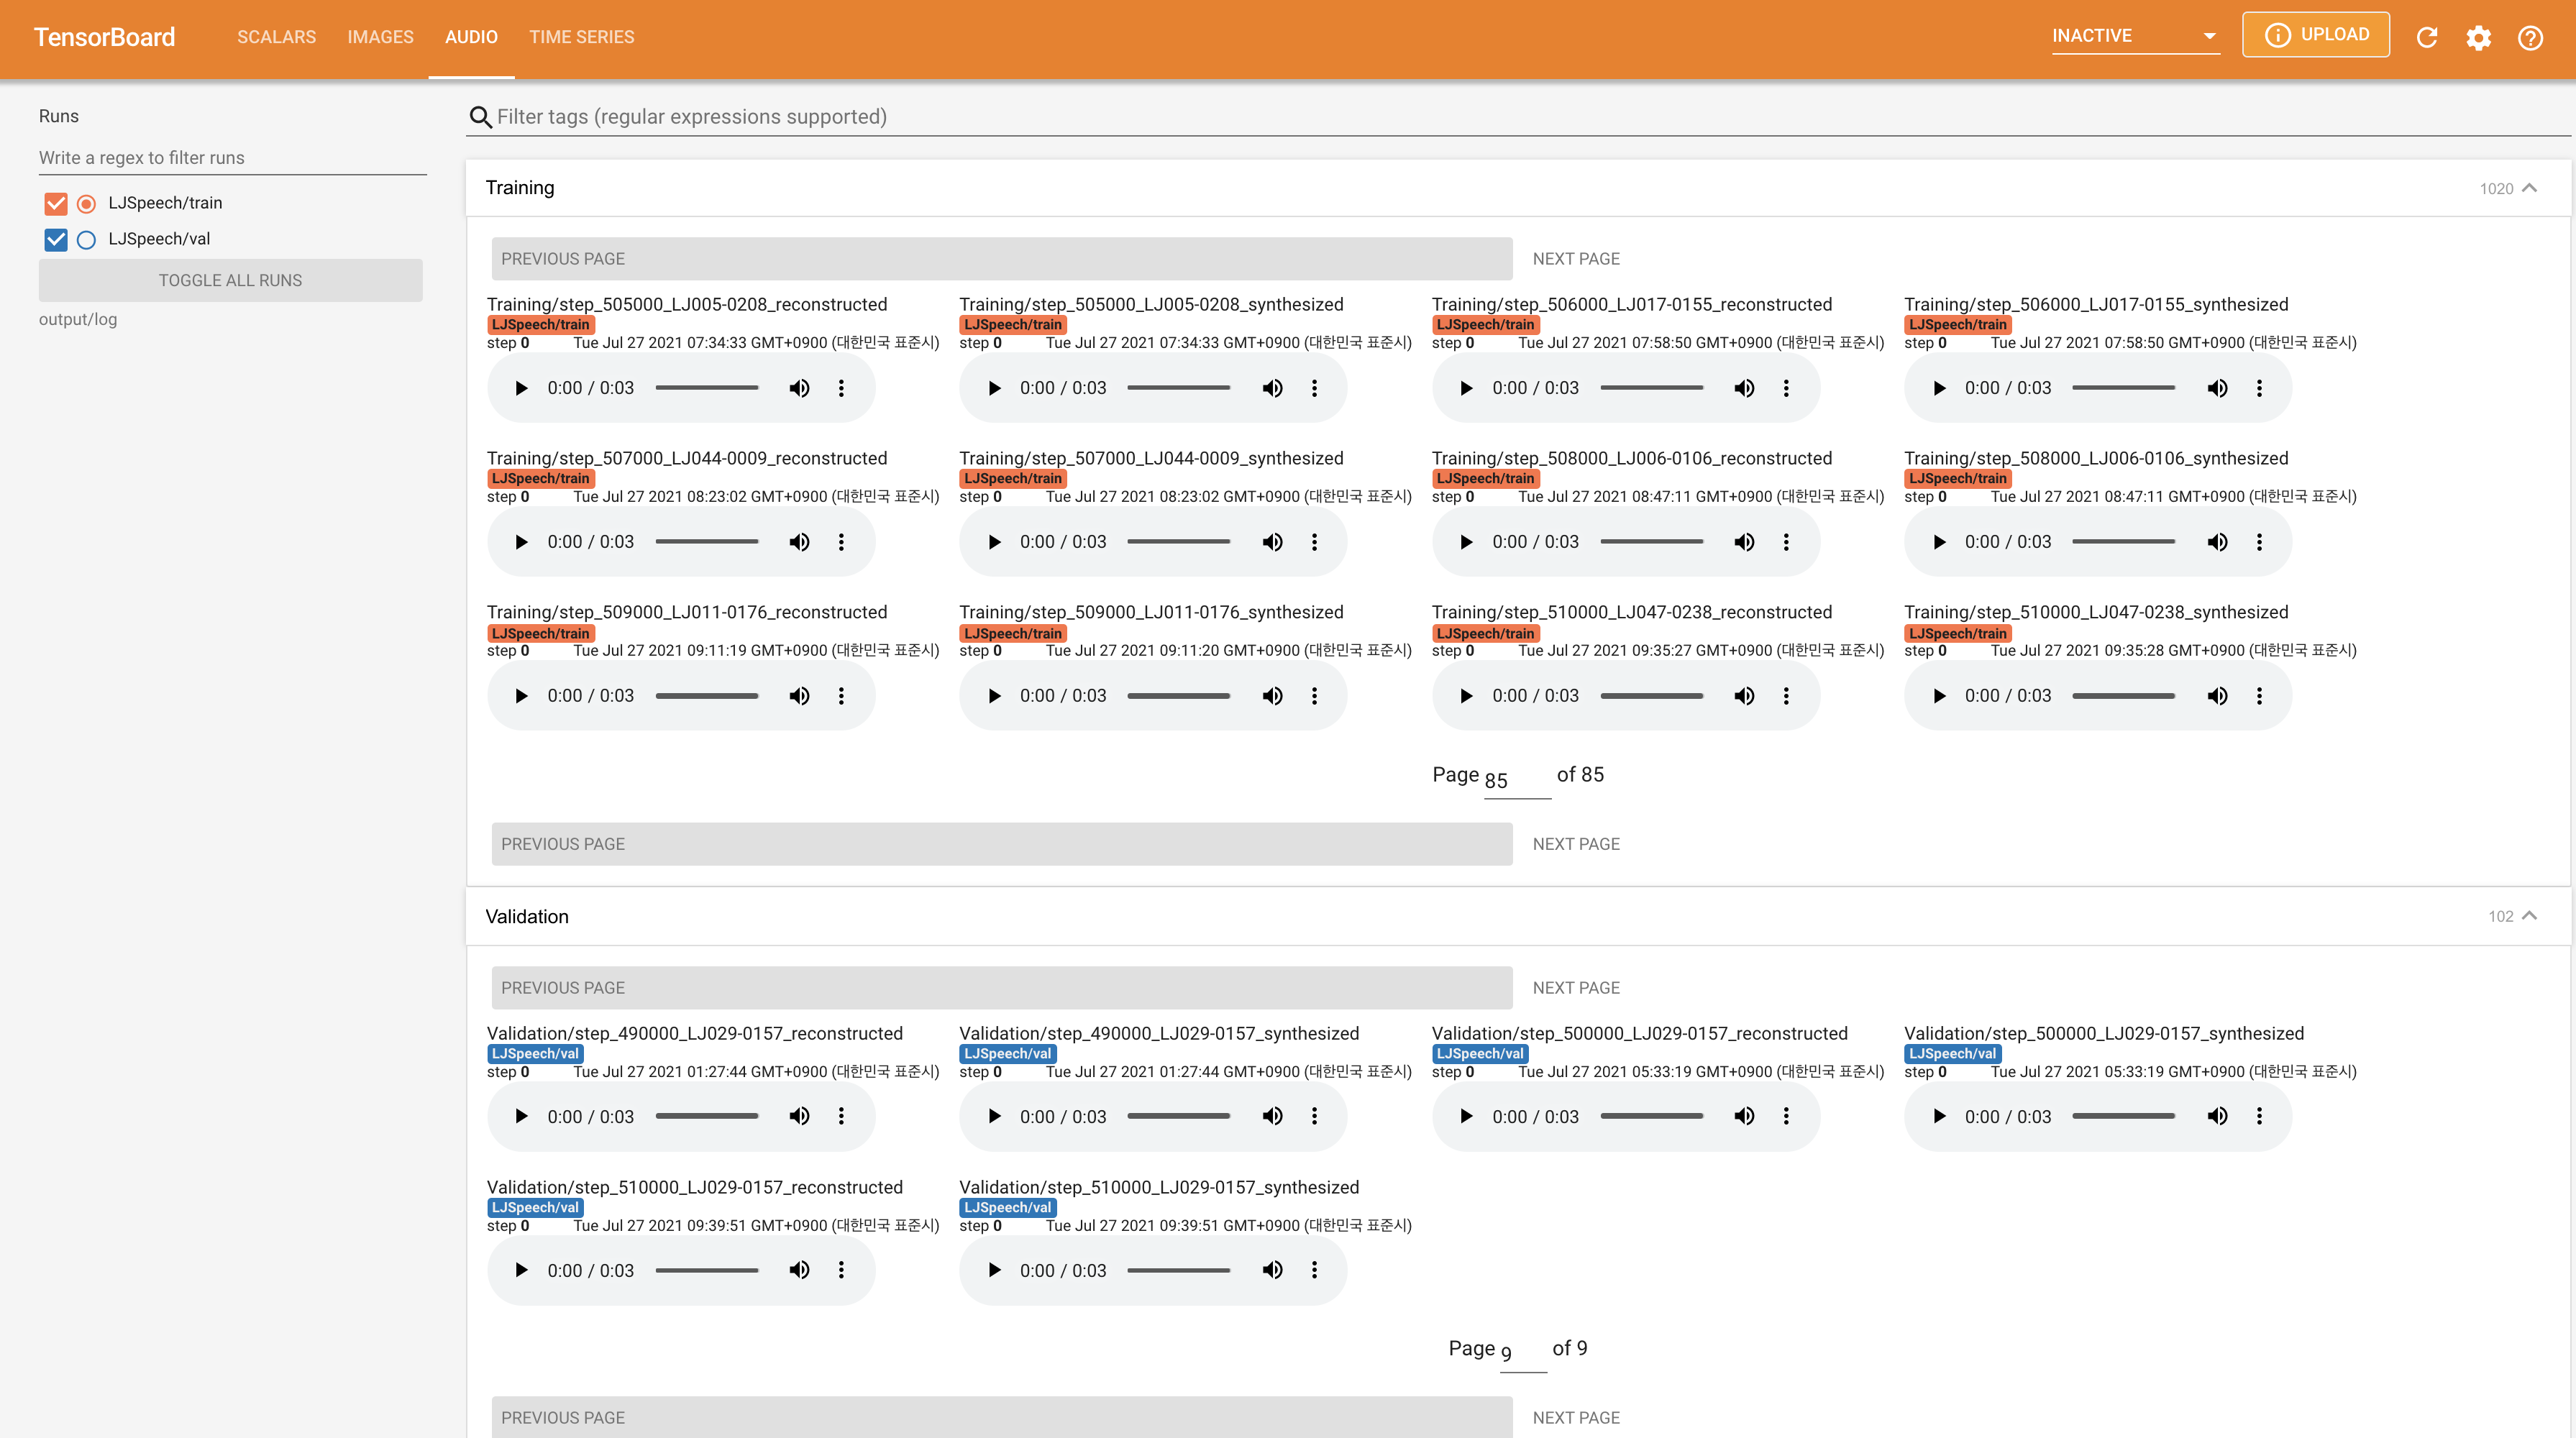 TensorBoard
SCALARS IMAGES AUDIO TIME SERIES
INACTIVE
UPLOAD
Runs
Write a regex to filter runs
LJSpeech/train
LJSpeech/val
TOGGLE ALL RUNS
output/log
Filter tags (regular expressions supported)
Training 1020
PREVIOUS PAGE NEXT PAGE
Training/step_505000_LJ005-0208_reconstructed Training/step_505000_LJ005-0208_synthesized Training/step_506000_LJ017-0155_reconstructed Training/step_506000_LJ017-0155_synthesized
LJSpeech/train LJSpeech/train LJSpeech/train LJSpeech/train
step 0 Tue Jul 27 2021 07:34:33 GMT+0900 (대한민국 표준시) step 0 Tue Jul 27 2021 07:34:33 GMT+0900 (대한민국 표준시) step 0 Tue Jul 27 2021 07:58:50 GMT+0900 (대한민국 표준시) step 0 Tue Jul 27 2021 07:58:50 GMT+0900 (대한민국 표준시)
0:00 / 0:03 0:00 / 0:03 0:00 / 0:03 0:00 / 0:03
Training/step_507000_LJ044-0009_reconstructed Training/step_507000_LJ044-0009_synthesized Training/step_508000_LJ006-0106_reconstructed Training/step_508000_LJ006-0106_synthesized
LJSpeech/train LJSpeech/train LJSpeech/train LJSpeech/train
step 0 Tue Jul 27 2021 08:23:02 GMT+0900 (대한민국 표준시) step 0 Tue Jul 27 2021 08:23:02 GMT+0900 (대한민국 표준시) step 0 Tue Jul 27 2021 08:47:11 GMT+0900 (대한민국 표준시) step 0 Tue Jul 27 2021 08:47:11 GMT+0900 (대한민국 표준시)
0:00 / 0:03 0:00 / 0:03 0:00 / 0:03 0:00 / 0:03
Training/step_509000_LJ011-0176_reconstructed Training/step_509000_LJ011-0176_synthesized Training/step_510000_LJ047-0238_reconstructed Training/step_510000_LJ047-0238_synthesized
LJSpeech/train LJSpeech/train LJSpeech/train LJSpeech/train
step 0 Tue Jul 27 2021 09:11:19 GMT+0900 (대한민국 표준시) step 0 Tue Jul 27 2021 09:11:20 GMT+0900 (대한민국 표준시) step 0 Tue Jul 27 2021 09:35:27 GMT+0900 (대한민국 표준시) step 0 Tue Jul 27 2021 09:35:28 GMT+0900 (대한민국 표준시)
0:00 / 0:03 0:00 / 0:03 0:00 / 0:03 0:00 / 0:03
Page 85 of 85
PREVIOUS PAGE NEXT PAGE
Validation 102
PREVIOUS PAGE NEXT PAGE
Validation/step_490000_LJ029-0157_reconstructed Validation/step_490000_LJ029-0157_synthesized Validation/step_500000_LJ029-0157_reconstructed Validation/step_500000_LJ029-0157_synthesized
LJSpeech/val LJSpeech/val LJSpeech/val LJSpeech/val
step 0 Tue Jul 27 2021 01:27:44 GMT+0900 (대한민국 표준시) step 0 Tue Jul 27 2021 01:27:44 GMT+0900 (대한민국 표준시) step 0 Tue Jul 27 2021 05:33:19 GMT+0900 (대한민국 표준시) step 0 Tue Jul 27 2021 05:33:19 GMT+0900 (대한민국 표준시)
0:00 / 0:03 0:00 / 0:03 0:00 / 0:03 0:00 / 0:03
Validation/step_510000_LJ029-0157_reconstructed Validation/step_510000_LJ029-0157_synthesized
LJSpeech/val LJSpeech/val
step 0 Tue Jul 27 2021 09:39:51 GMT+0900 (대한민국 표준시) step 0 Tue Jul 27 2021 09:39:51 GMT+0900 (대한민국 표준시)
0:00 / 0:03 0:00 / 0:03
Page 9 of 9
PREVIOUS PAGE NEXT PAGE